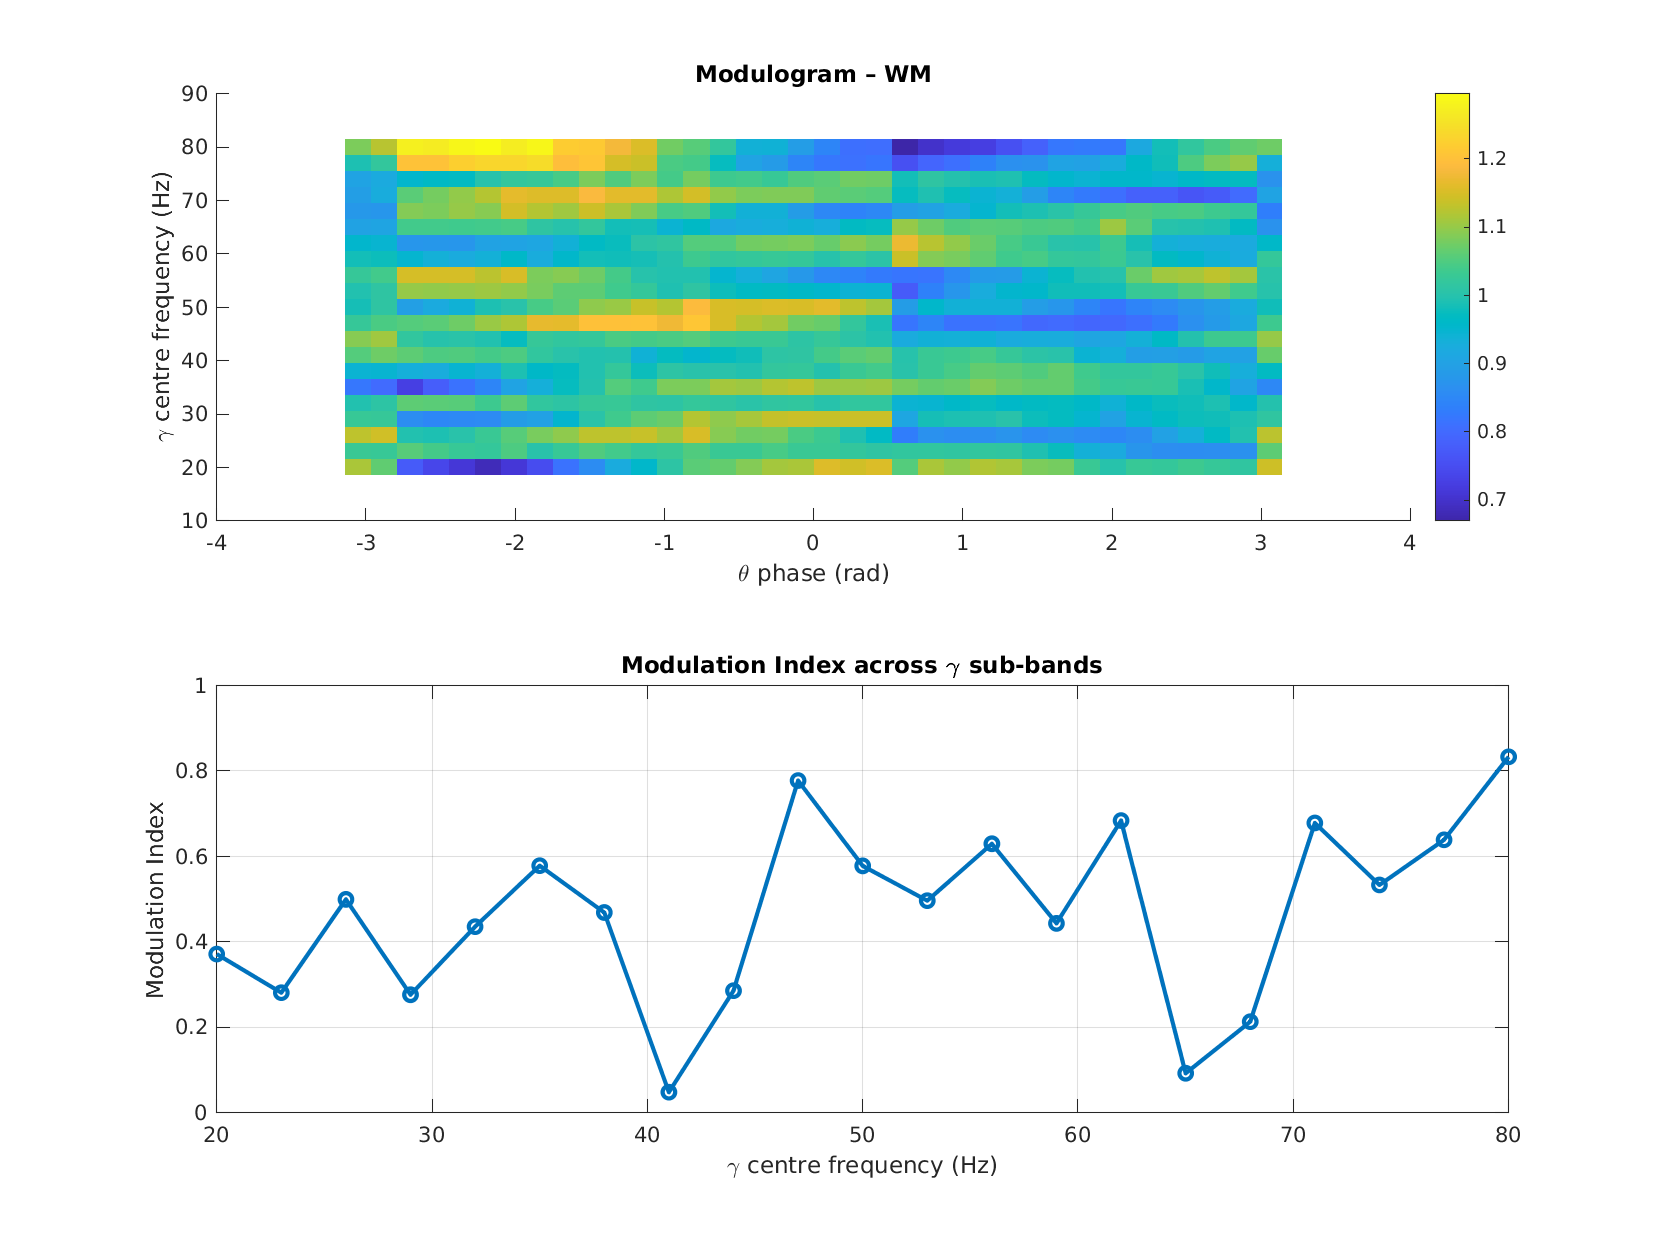 Modulogram – WM
γ centre frequency (Hz)
90
80
70
60
50
40
30
20
10
-4 -3 -2 -1 0 1 2 3 4
θ phase (rad)
1.2
1.1
1
0.9
0.8
0.7
Modulation Index across γ sub-bands
Modulation Index
1
0.8
0.6
0.4
0.2
0
20 30 40 50 60 70 80
γ centre frequency (Hz)